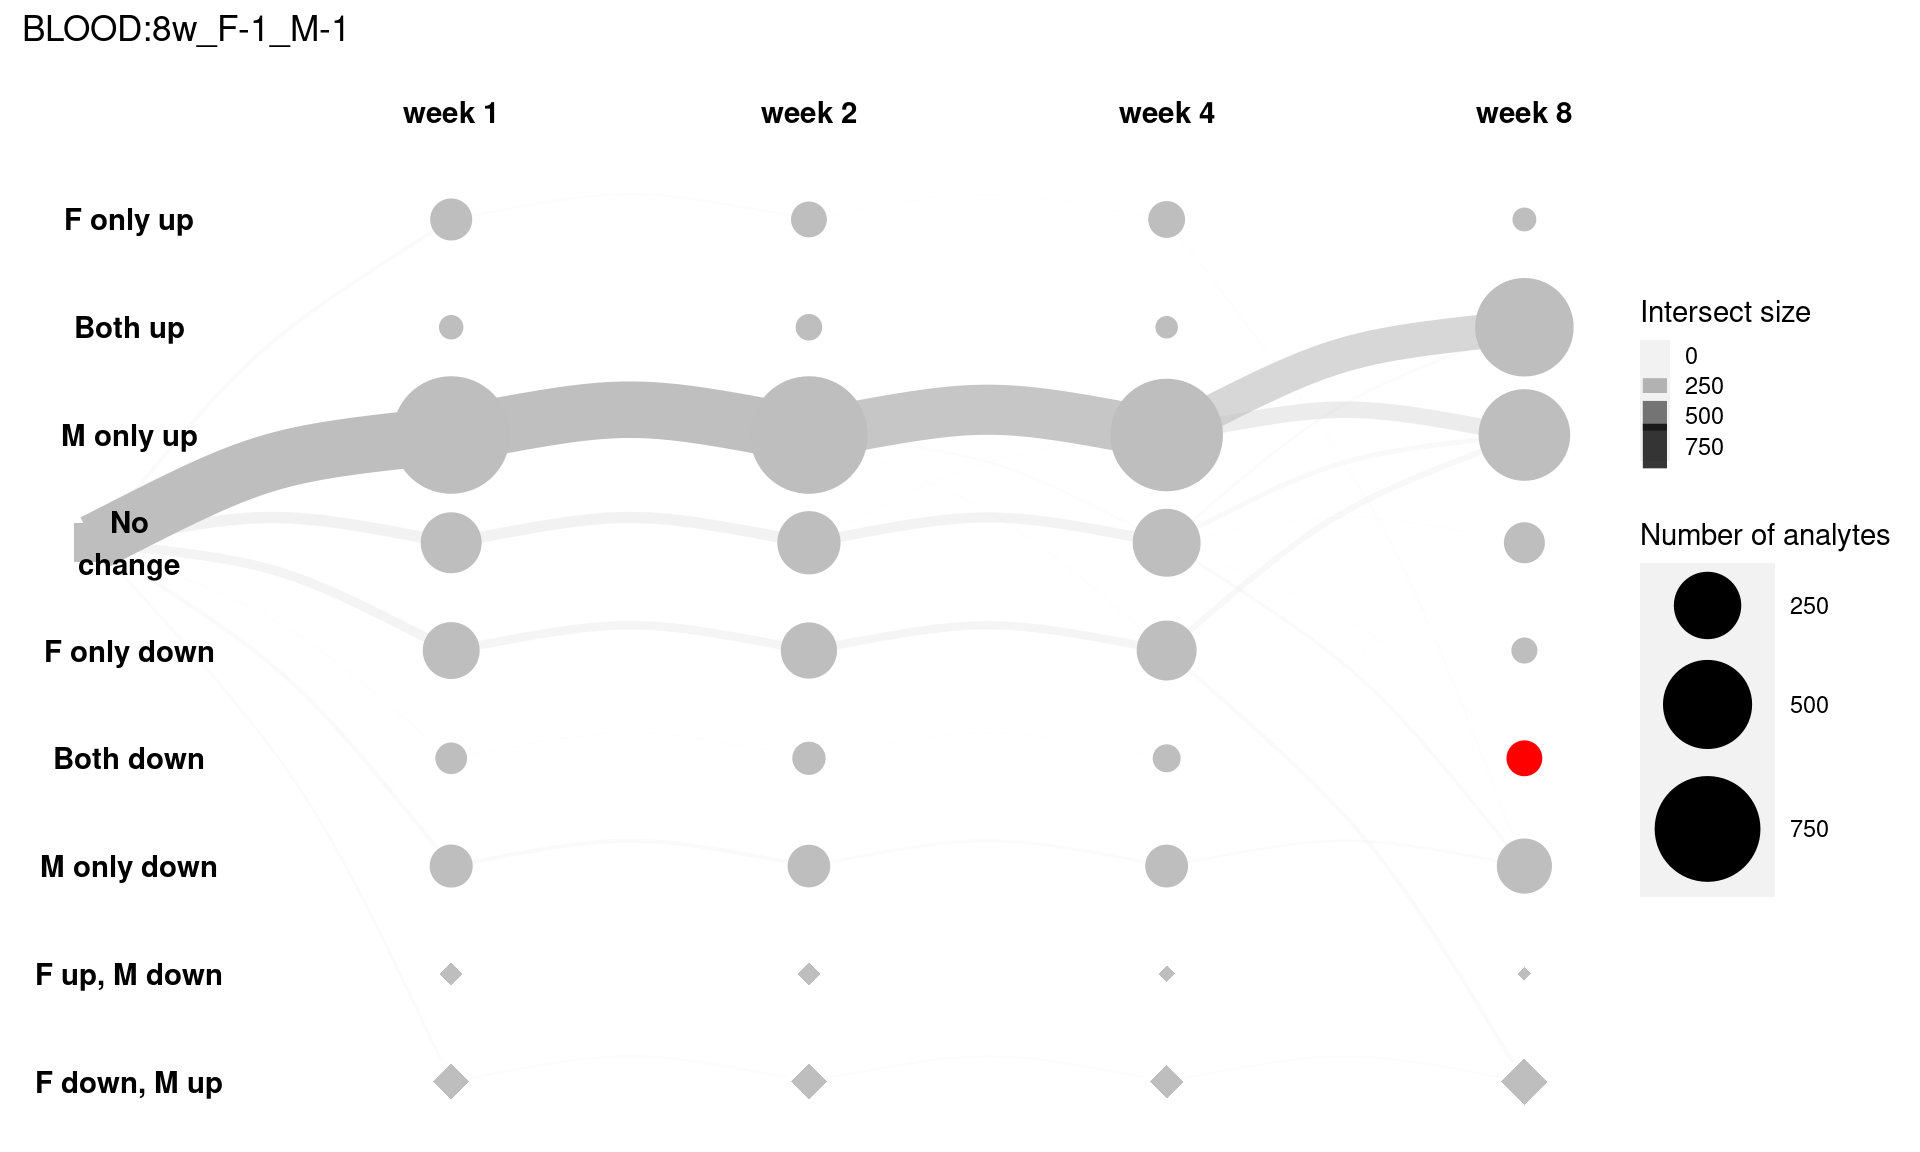 BLOOD:8w_F-1_M-1
week 1
week 2
week 4
week 8
F only up
Both up
M only up
No
change
F only down
Both down
M only down
F up, M down
F down, M up
Intersect size
0
250
500
750
Number of analytes
250
500
750